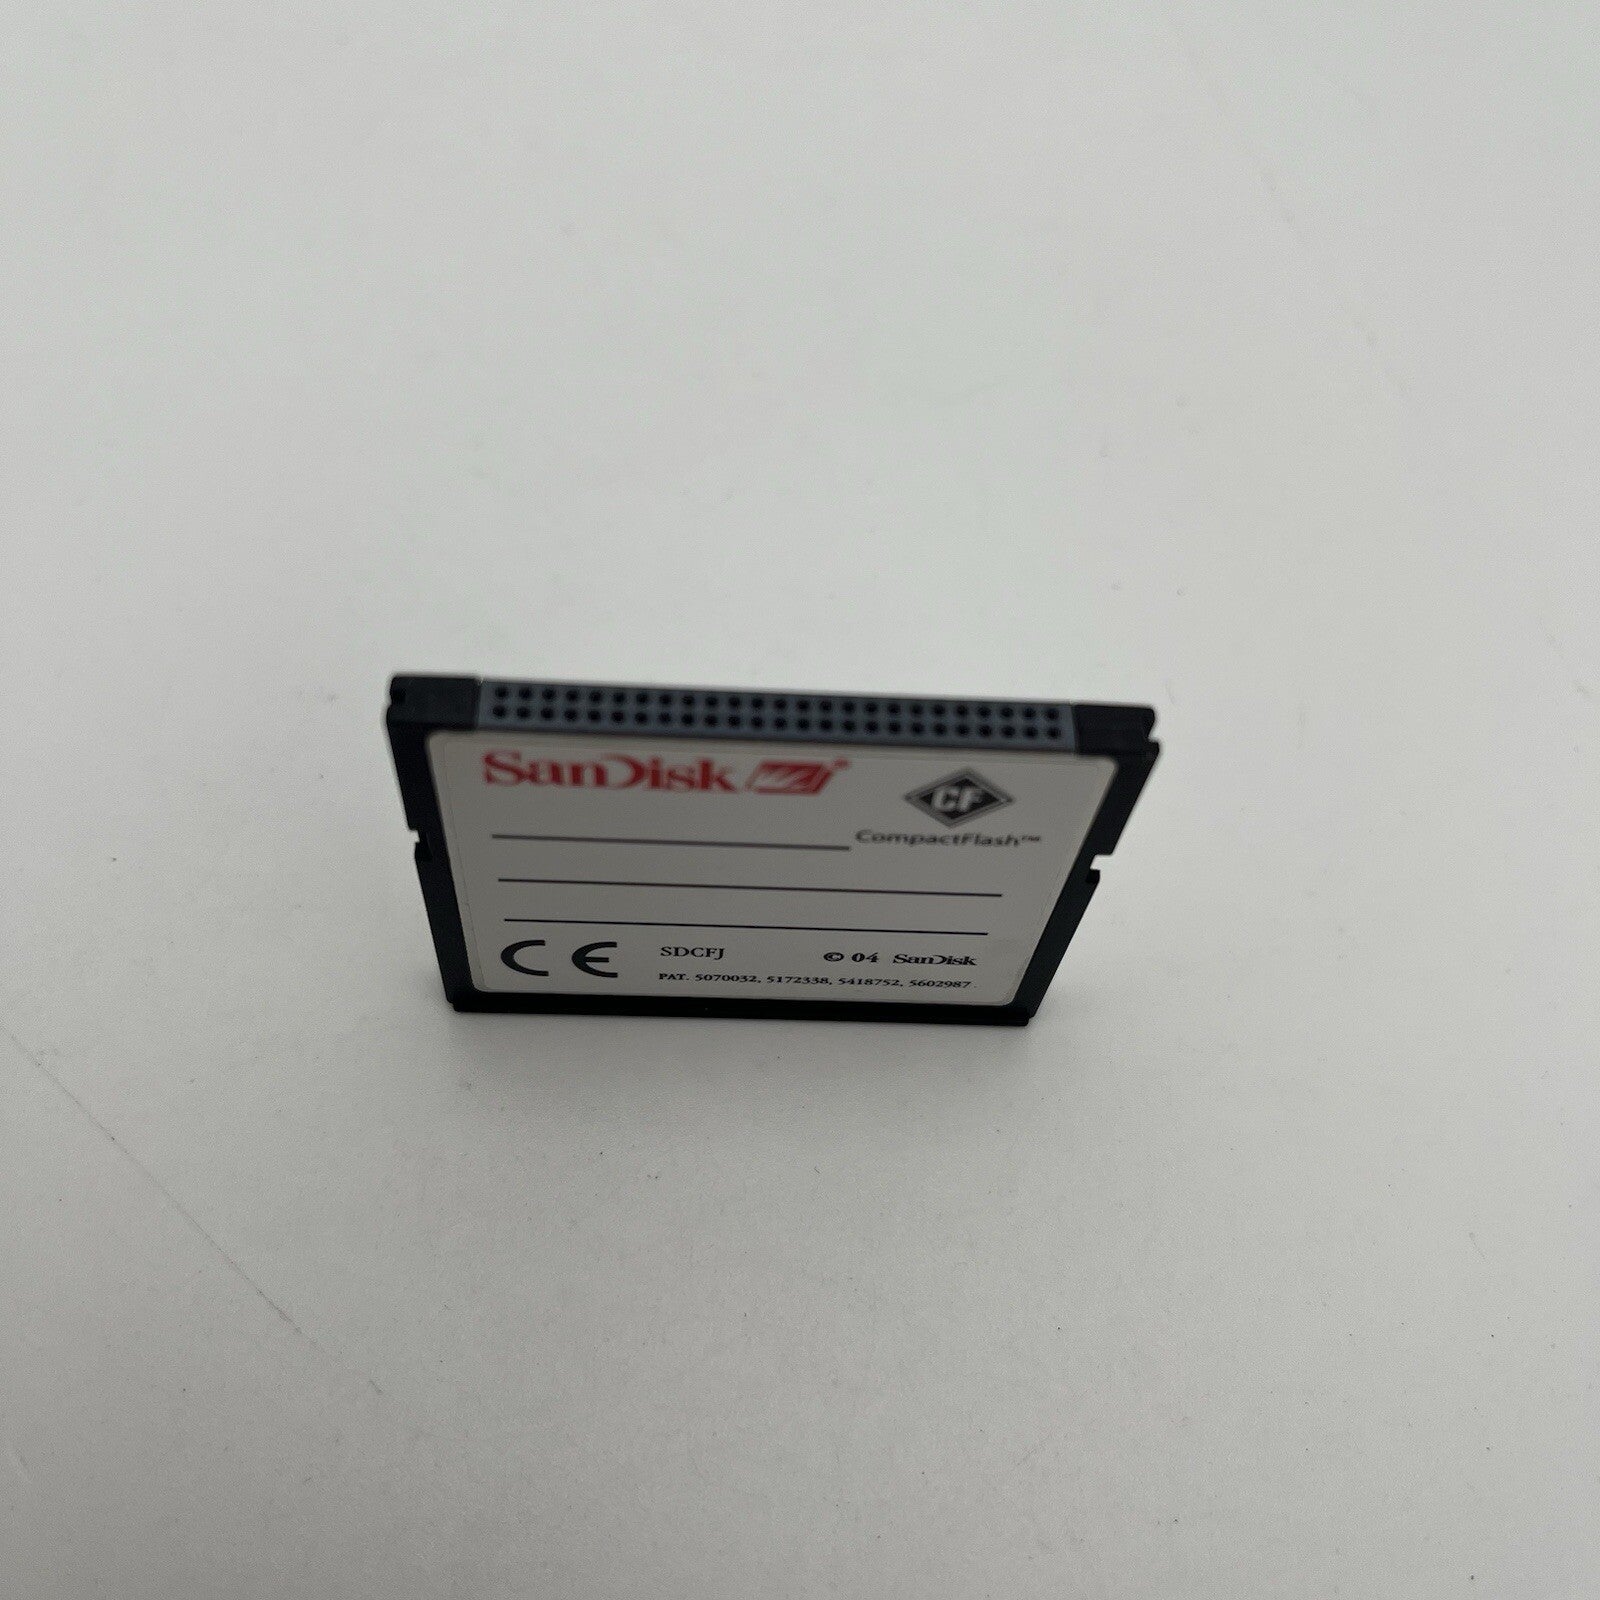 SanDisk
CF
CompactFlash™
CE SDCFJ © 04 SanDisk
PAT. 5070032, 5172338, 5418752, 5602987